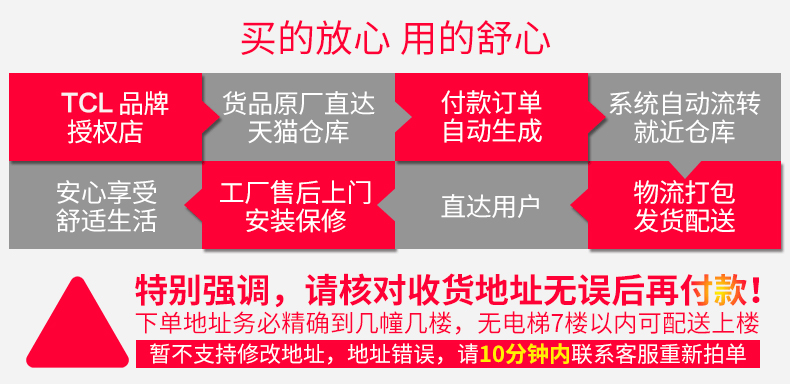 买的放心 用的舒心
TCL 品牌
授权店
货品原厂直达
天猫仓库
付款订单
自动生成
系统自动流转
就近仓库
安心享受
舒适生活
工厂售后上门
安装保修
直达用户
物流打包
发货配送
特别强调，请核对收货地址无误后再付款！
下单地址务必精确到几幢几楼，无电梯7楼以内可配送上楼
暂不支持修改地址，地址错误，请10分钟内联系客服重新拍单